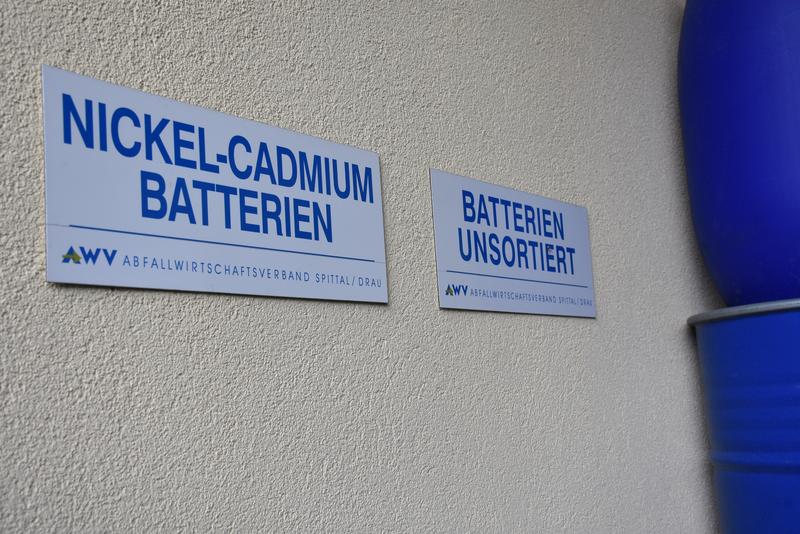 NICKEL-CADMIUM
BATTERIEN
AWV ABFALLWIRTSCHAFTSVERBAND SPITTAL/DRAU
BATTERIEN
UNSORTIERT
AWV ABFALLWIRTSCHAFTSVERBAND SPITTAL/DRAU